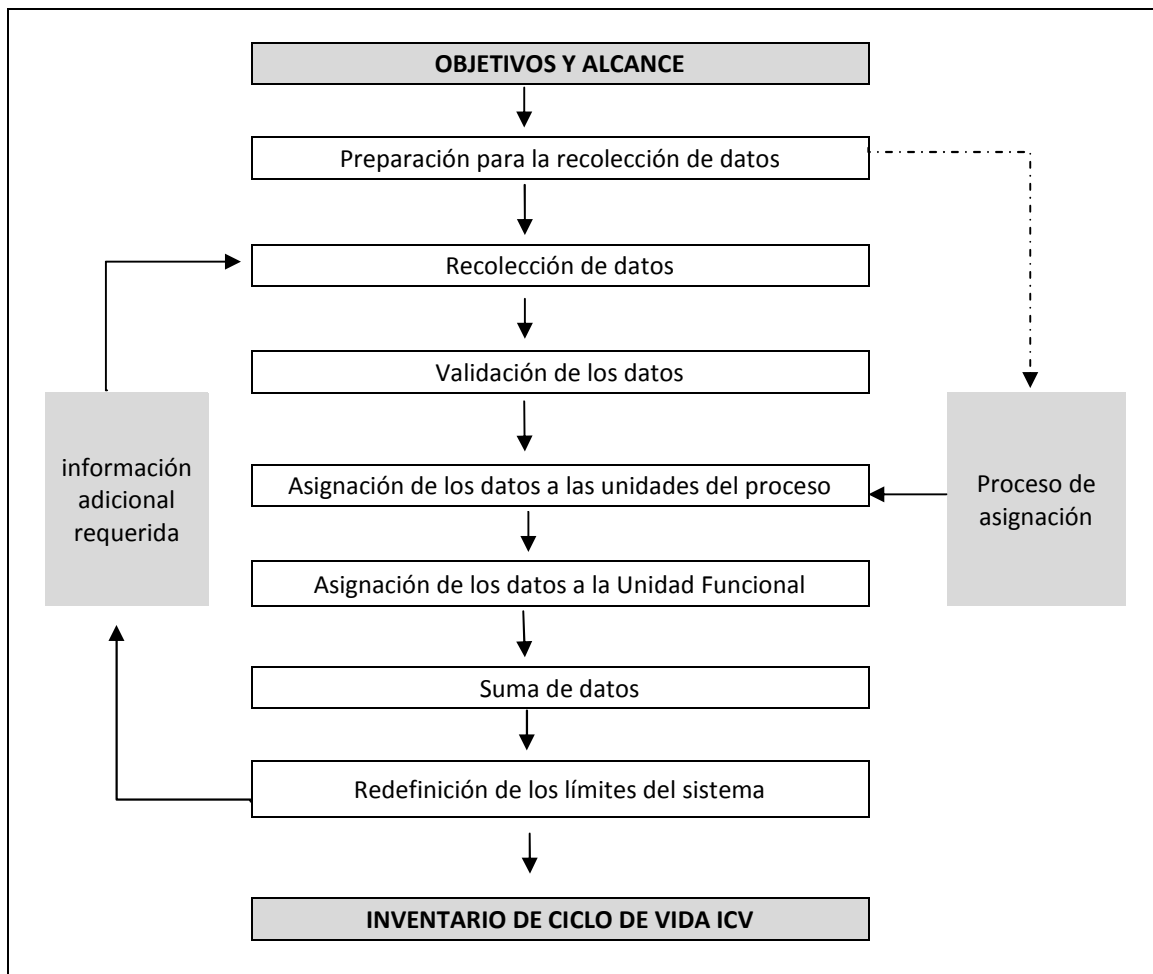 OBJETIVOS Y ALCANCE
Preparación para la recolección de datos
Recolección de datos
Validación de los datos
información
adicional
requerida
Asignación de los datos a las unidades del proceso
Proceso de
asignación
Asignación de los datos a la Unidad Funcional
Suma de datos
Redefinición de los límites del sistema
INVENTARIO DE CICLO DE VIDA ICV